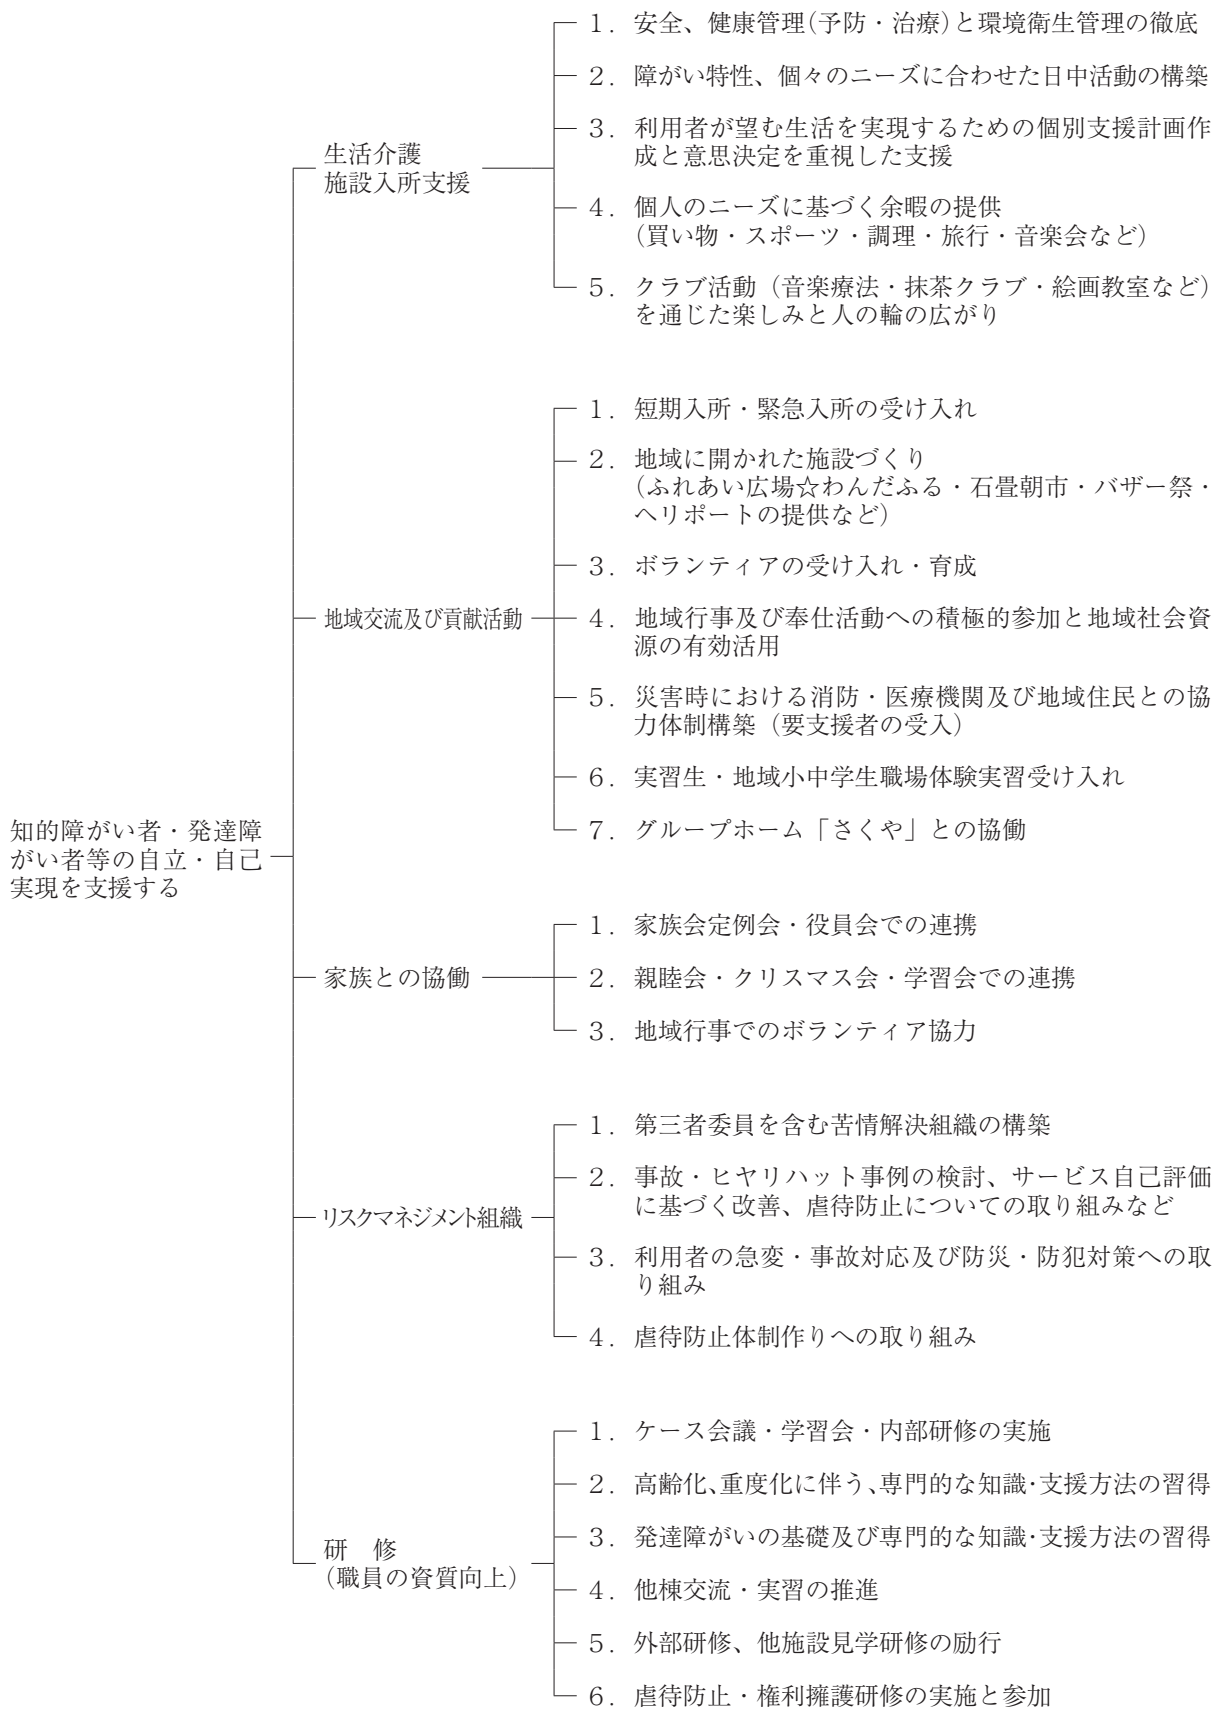 知的障がい者・発達障
がい者等の自立・自己
実現を支援する
生活介護
施設入所支援
1．安全、健康管理(予防・治療)と環境衛生管理の徹底
2．障がい特性、個々のニーズに合わせた日中活動の構築
3．利用者が望む生活を実現するための個別支援計画作
成と意思決定を重視した支援
4．個人のニーズに基づく余暇の提供
（買い物・スポーツ・調理・旅行・音楽会など）
5．クラブ活動（音楽療法・抹茶クラブ・絵画教室など）
を通じた楽しみと人の輪の広がり
地域交流及び貢献活動
1．短期入所・緊急入所の受け入れ
2．地域に開かれた施設づくり
（ふれあい広場☆わんだふる・石畳朝市・バザー祭・
ヘリポートの提供など）
3．ボランティアの受け入れ・育成
4．地域行事及び奉仕活動への積極的参加と地域社会資
源の有効活用
5．災害時における消防・医療機関及び地域住民との協
力体制構築（要支援者の受入）
6．実習生・地域小中学生職場体験実習受け入れ
7．グループホーム「さくや」との協働
家族との協働
1．家族会定例会・役員会での連携
2．親睦会・クリスマス会・学習会での連携
3．地域行事でのボランティア協力
リスクマネジメント組織
1．第三者委員を含む苦情解決組織の構築
2．事故・ヒヤリハット事例の検討、サービス自己評価
に基づく改善、虐待防止についての取り組みなど
3．利用者の急変・事故対応及び防災・防犯対策への取
り組み
4．虐待防止体制作りへの取り組み
研　修
（職員の資質向上）
1．ケース会議・学習会・内部研修の実施
2．高齢化、重度化に伴う、専門的な知識・支援方法の習得
3．発達障がいの基礎及び専門的な知識・支援方法の習得
4．他棟交流・実習の推進
5．外部研修、他施設見学研修の励行
6．虐待防止・権利擁護研修の実施と参加